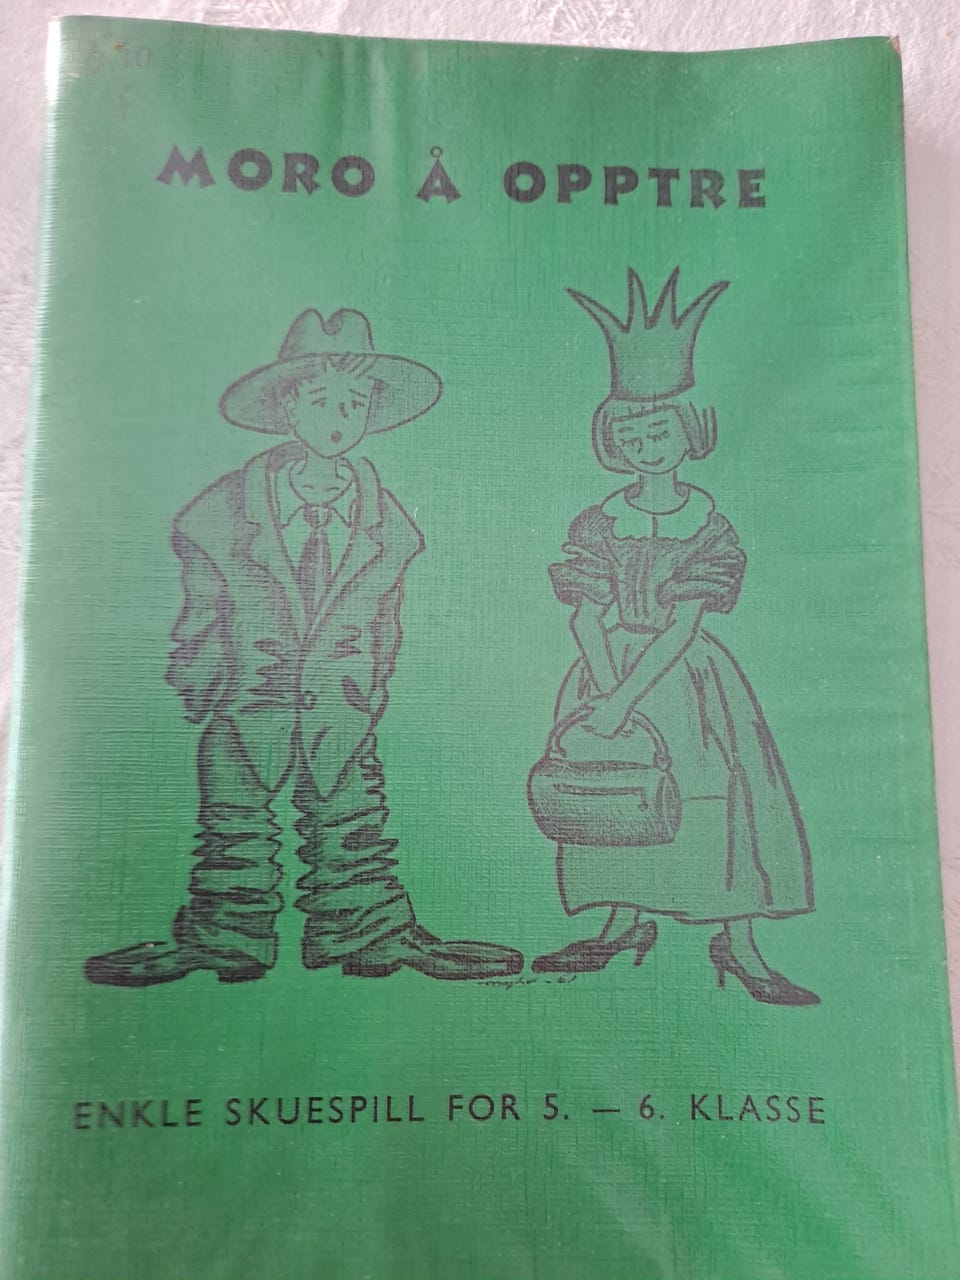 MORO Å OPPTRE
ENKLE SKUESPILL FOR 5. — 6. KLASSE